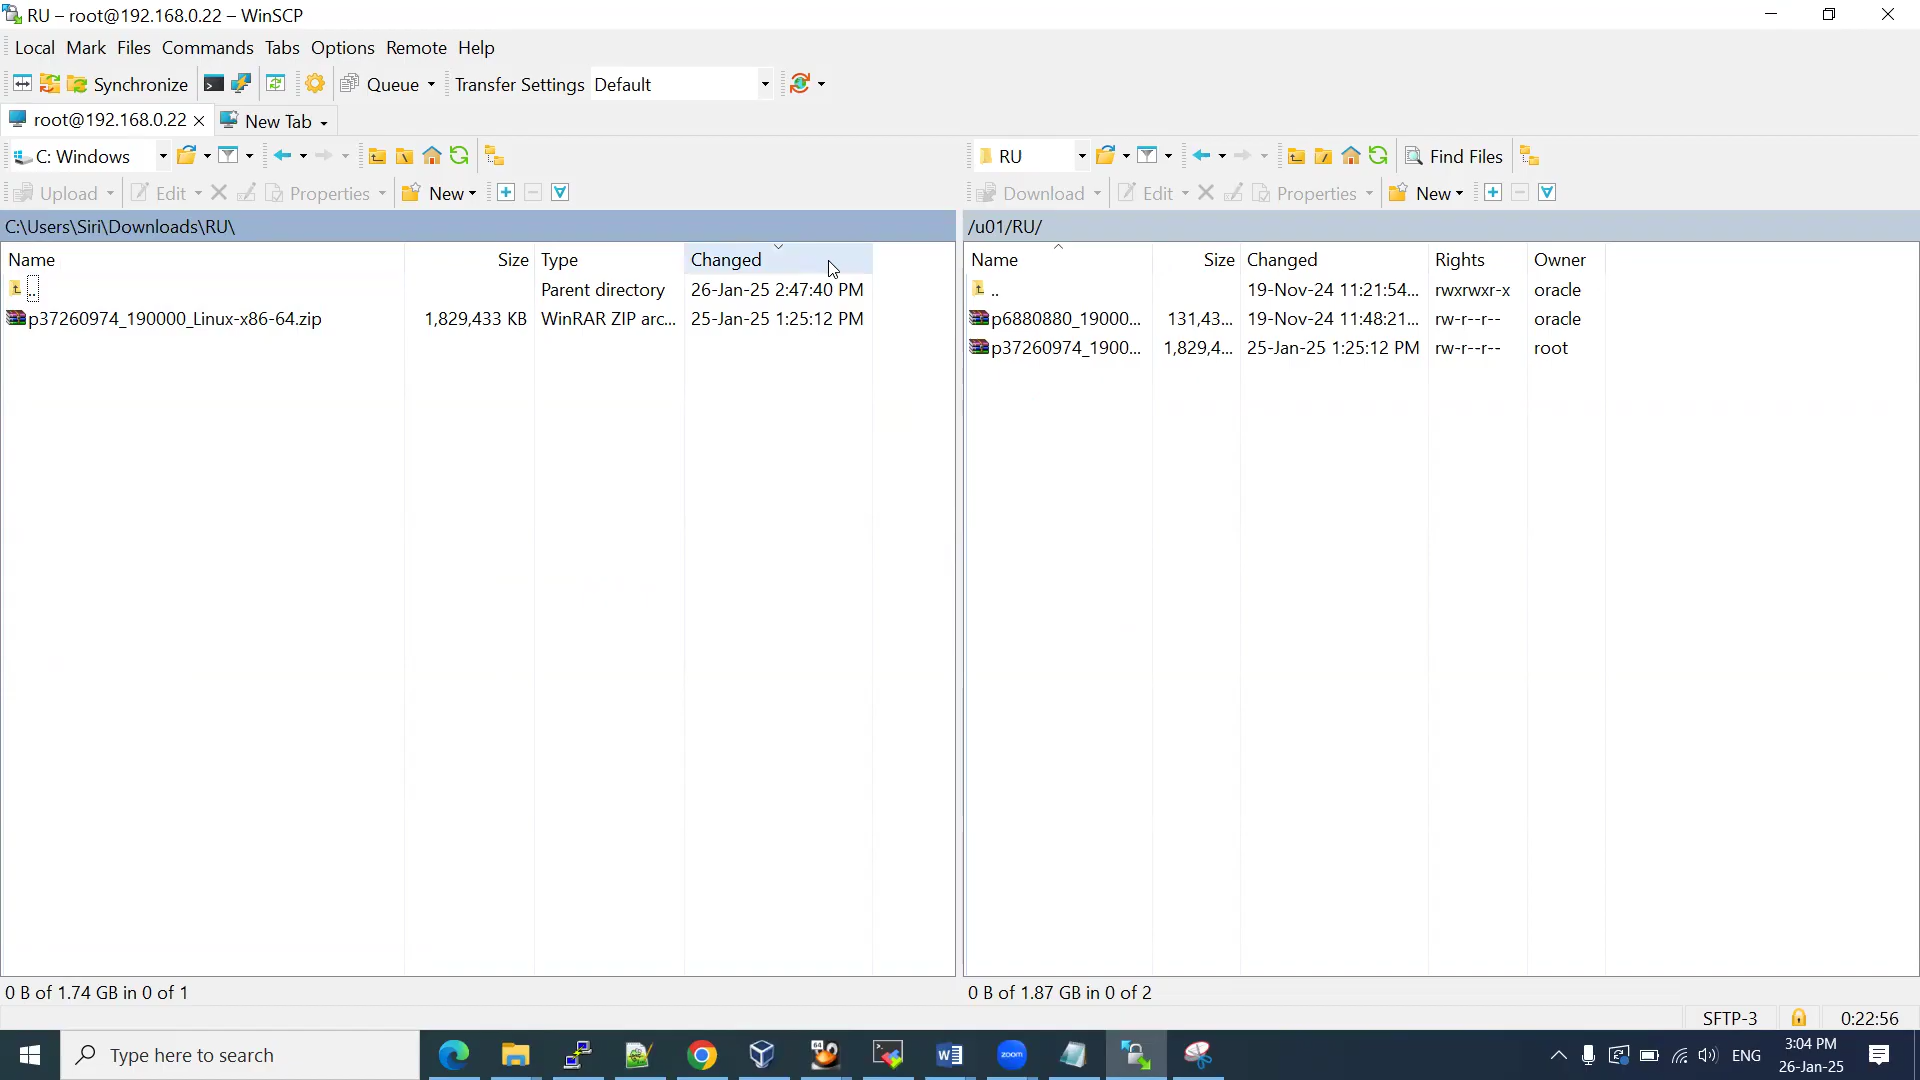 RU – root@192.168.0.22 – WinSCP
Local Mark Files Commands Tabs Options Remote Help
Synchronize Queue Transfer Settings Default
root@192.168.0.22 New Tab
C: Windows
RU Find Files
Upload Edit Properties New
Download Edit Properties New
C:\Users\Siri\Downloads\RU\
/u01/RU/
Name Size Type Changed
.. Parent directory 26-Jan-25 2:47:40 PM
p37260974_190000_Linux-x86-64.zip 1,829,433 KB WinRAR ZIP arc... 25-Jan-25 1:25:12 PM
Name Size Changed Rights Owner
.. 19-Nov-24 11:21:54... rwxrwxr-x oracle
p6880880_19000... 131,43... 19-Nov-24 11:48:21... rw-r--r-- oracle
p37260974_1900... 1,829,4... 25-Jan-25 1:25:12 PM rw-r--r-- root
0 B of 1.74 GB in 0 of 1
0 B of 1.87 GB in 0 of 2
SFTP-3 0:22:56
Type here to search
64
zoom
ENG
3:04 PM
26-Jan-25